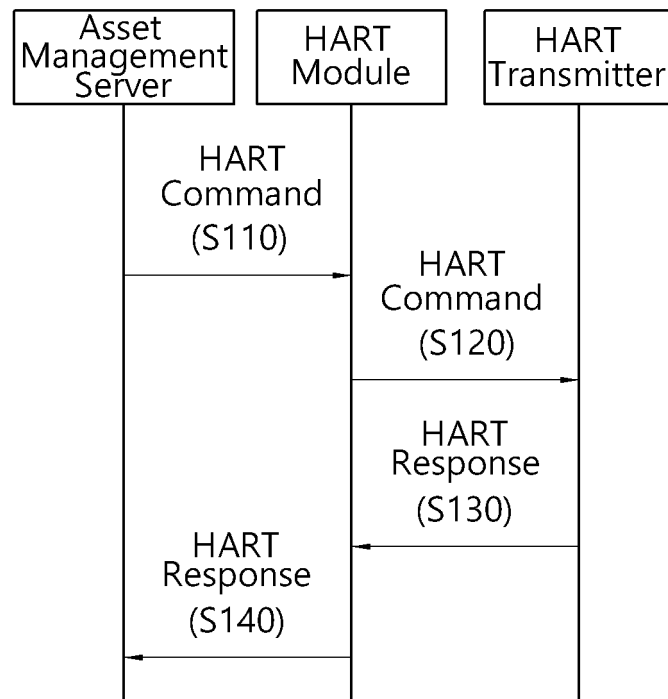 Asset
Management
Server
HART
Module
HART
Transmitter
HART
Command
(S110)
HART
Command
(S120)
HART
Response
(S130)
HART
Response
(S140)